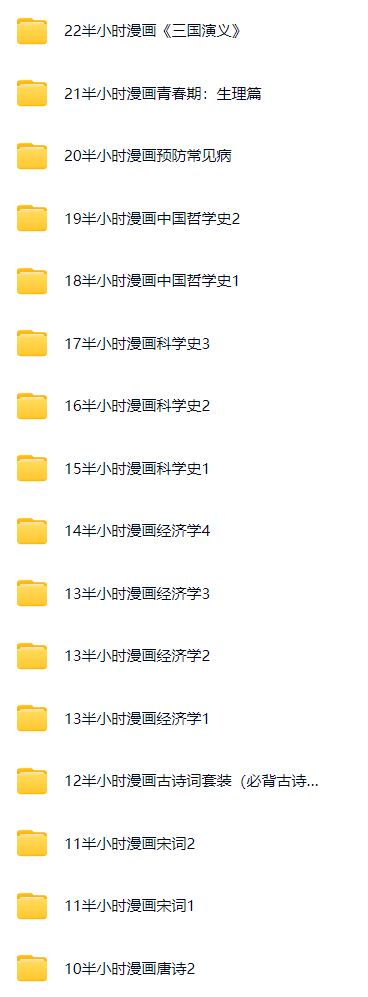 22半小时漫画《三国演义》
21半小时漫画青春期：生理篇
20半小时漫画预防常见病
19半小时漫画中国哲学史2
18半小时漫画中国哲学史1
17半小时漫画科学史3
16半小时漫画科学史2
15半小时漫画科学史1
14半小时漫画经济学4
13半小时漫画经济学3
13半小时漫画经济学2
13半小时漫画经济学1
12半小时漫画古诗词套装（必背古诗...
11半小时漫画宋词2
11半小时漫画宋词1
10半小时漫画唐诗2